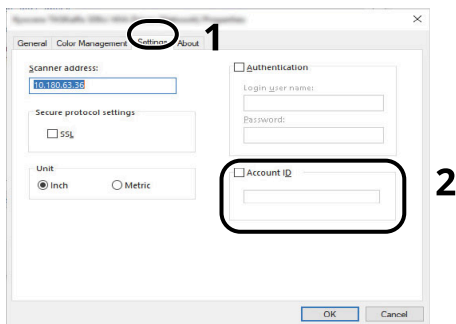 General Color Management Settings About
1
Scanner address:
10.180.63.36
Secure protocol settings
SSL
Unit
Inch Metric
Authentication
Login user name:
Password:
Account ID
2
OK Cancel